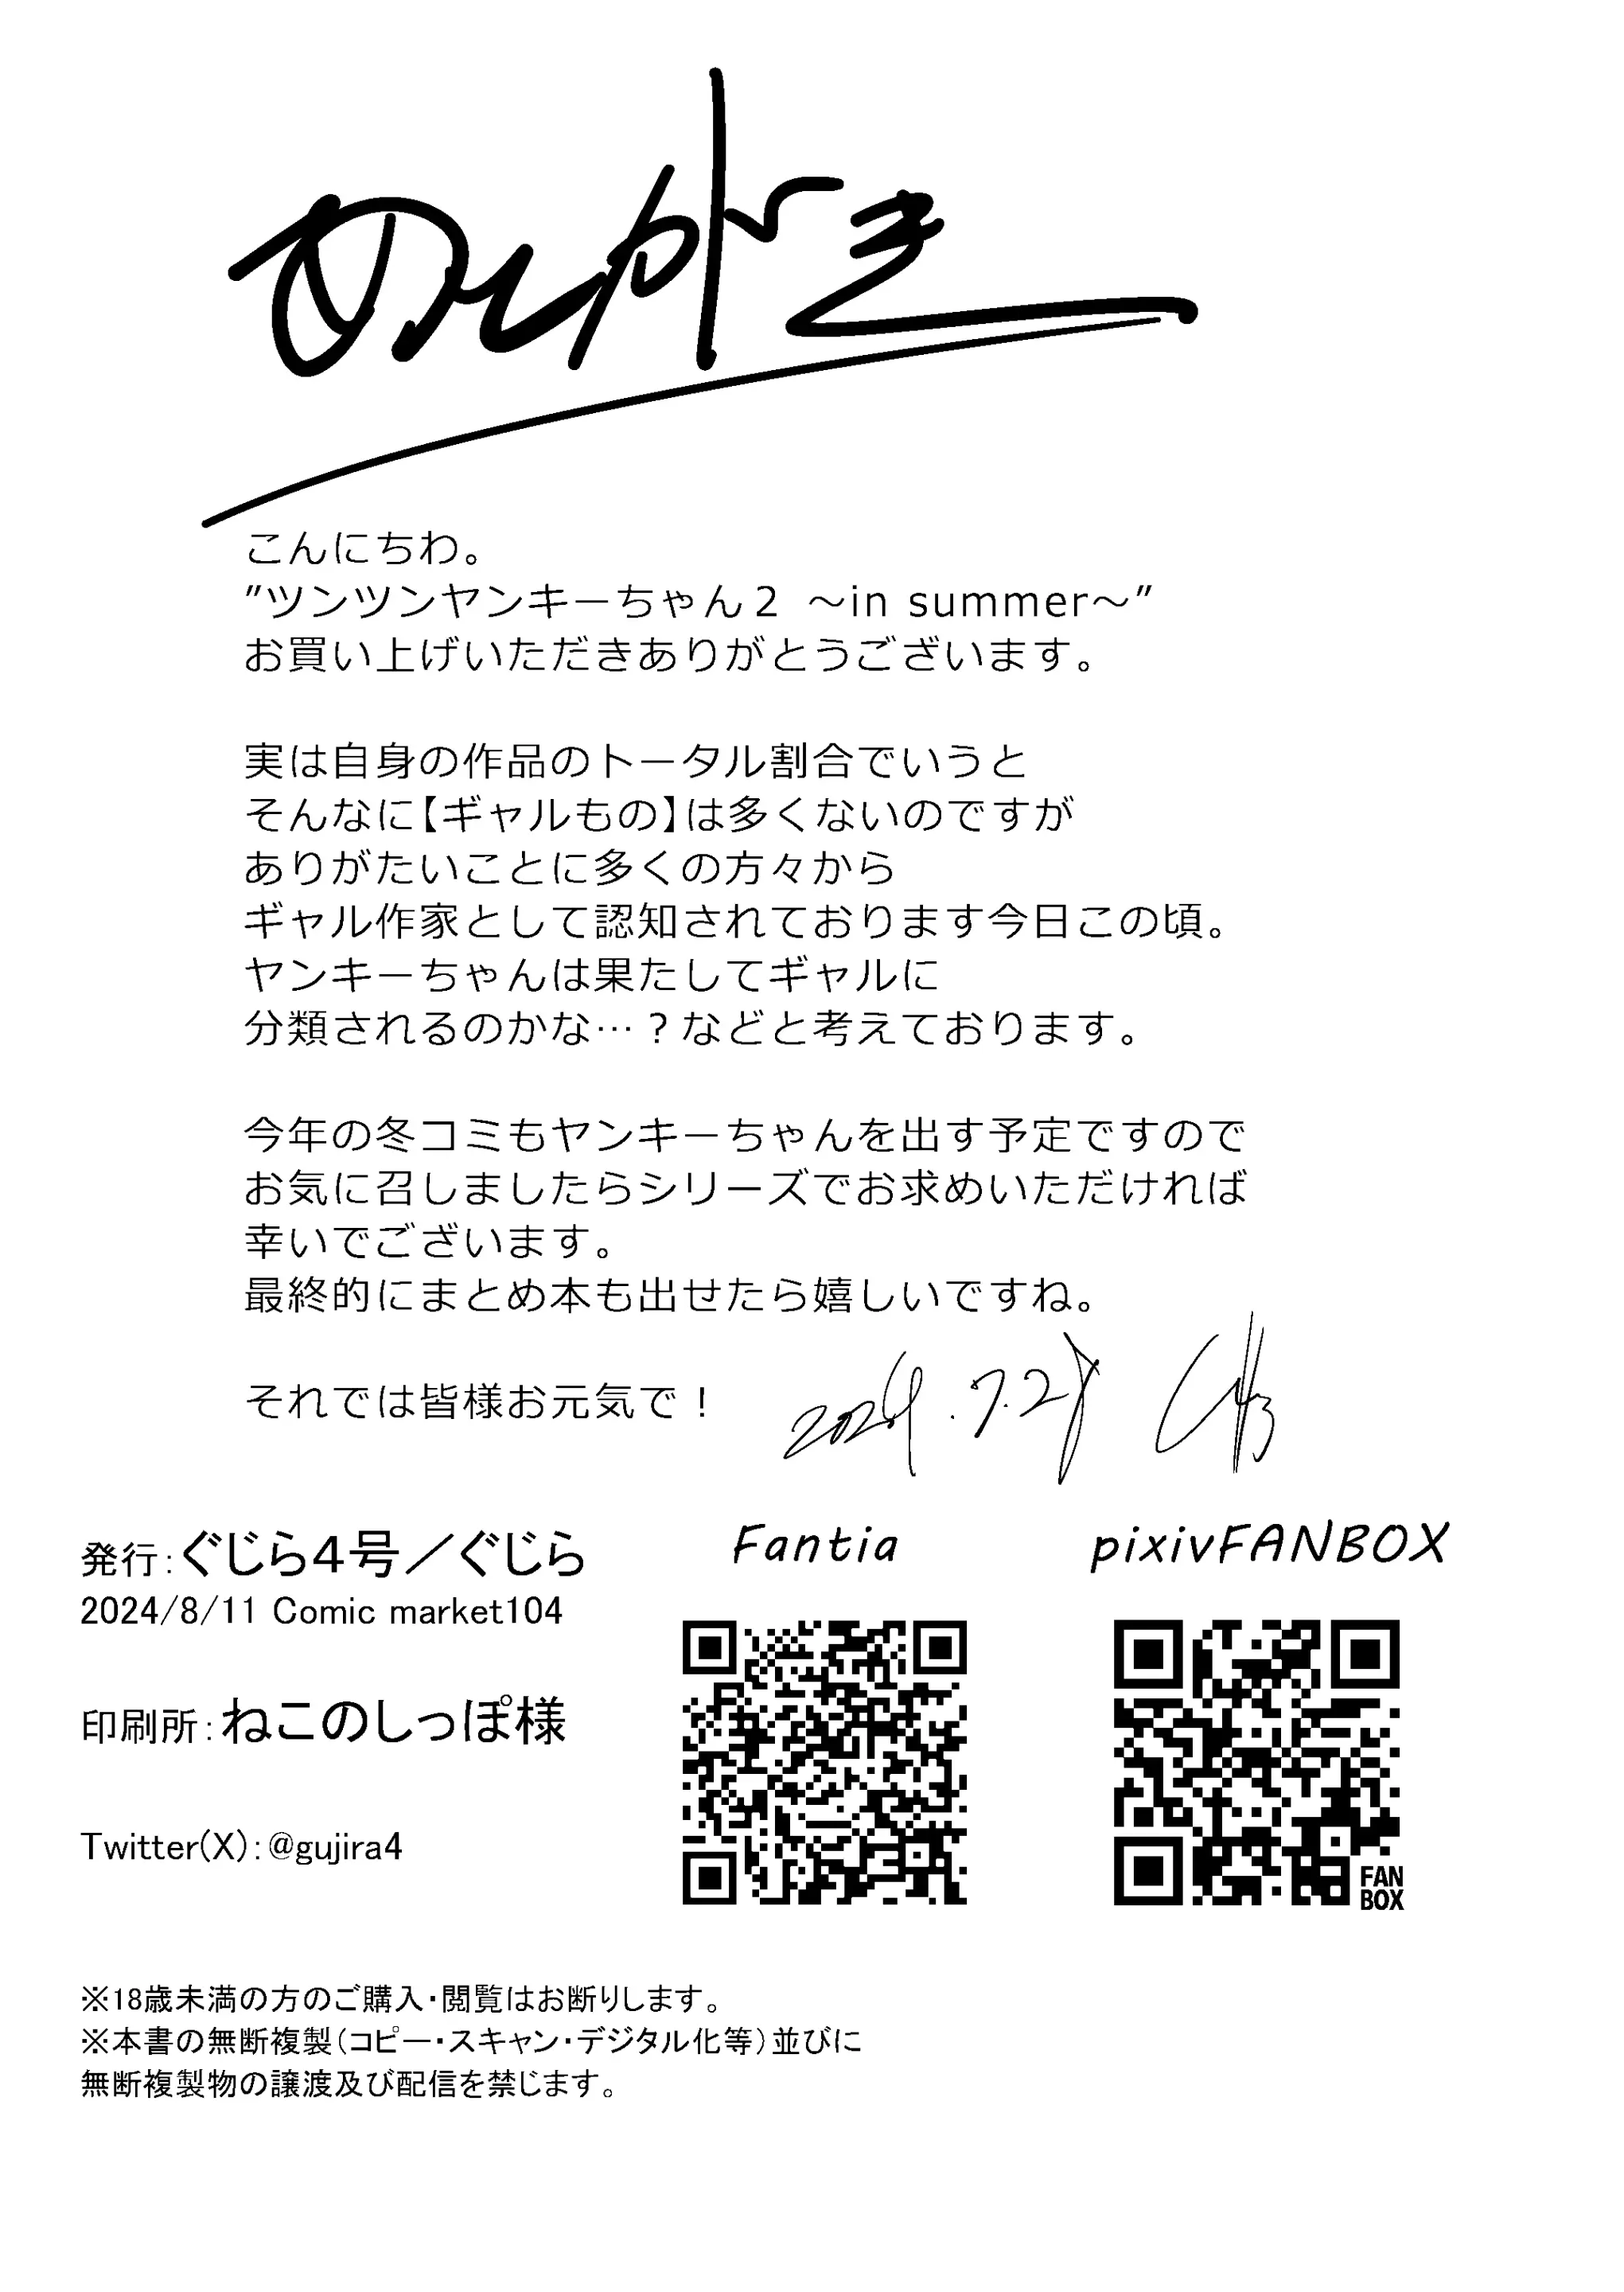 あとがき
こんにちわ。
”ツンツンヤンキーちゃん２ ～in summer～”
お買い上げいただきありがとうございます。
実は自身の作品のトータル割合でいうと
そんなに【ギャルもの】は多くないのですが
ありがたいことに多くの方々から
ギャル作家として認知されております今日この頃。
ヤンキーちゃんは果たしてギャルに
分類されるのかな…？などと考えております。
今年の冬コミもヤンキーちゃんを出す予定ですので
お気に召しましたらシリーズでお求めいただければ
幸いでございます。
最終的にまとめ本も出せたら嬉しいですね。
それでは皆様お元気で！
2024.7.28
発行：ぐじら４号／ぐじら
2024/8/11 Comic market104
印刷所：ねこのしっぽ様
Twitter(X)：@gujira4
Fantia
pixivFANBOX
FAN
BOX
※18歳未満の方のご購入・閲覧はお断りします。
※本書の無断複製（コピー・スキャン・デジタル化等）並びに
無断複製物の譲渡及び配信を禁じます。